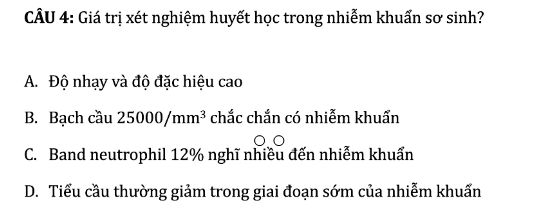 CÂU 4: Giá trị xét nghiệm huyết học trong nhiễm khuẩn sơ sinh?
A. Độ nhạy và độ đặc hiệu cao
B. Bạch cầu 25000/mm³ chắc chắn có nhiễm khuẩn
C. Band neutrophil 12% nghĩ nhiều đến nhiễm khuẩn
D. Tiểu cầu thường giảm trong giai đoạn sớm của nhiễm khuẩn